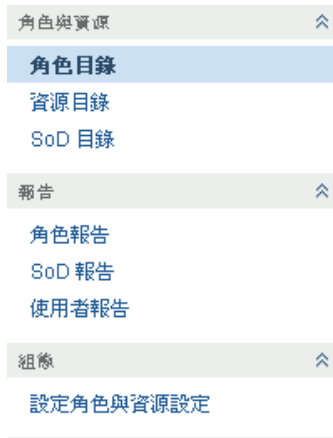 角色與資源
角色目錄
資源目錄
SoD 目錄
報告
角色報告
SoD 報告
使用者報告
組態
設定角色與資源設定